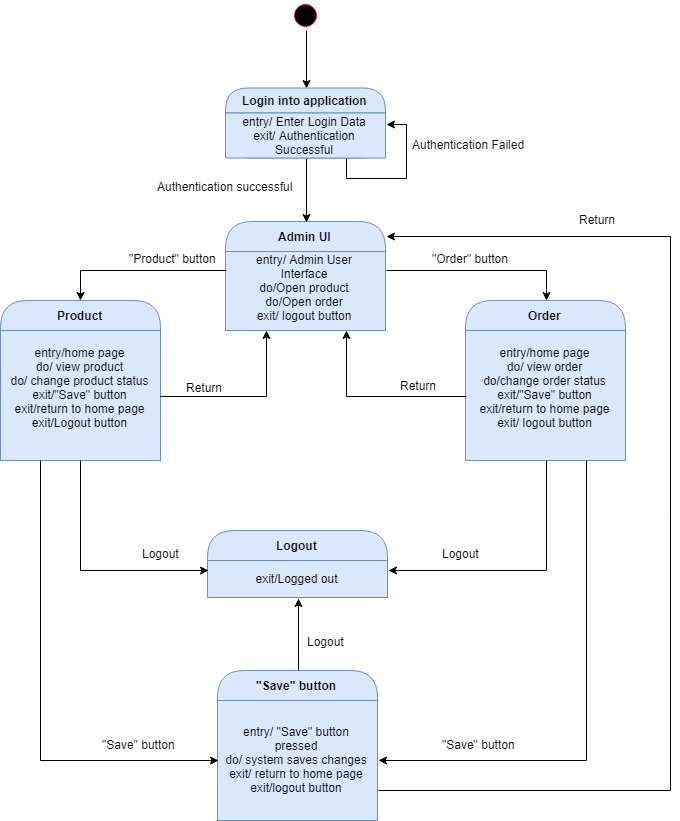 Login into application
entry/ Enter Login Data
exit/ Authentication
Successful
Authentication Failed
Authentication successful
Return
Admin UI
entry/ Admin User
Interface
do/Open product
do/Open order
exit/ logout button
"Product" button
"Order" button
Product
entry/home page
do/ view product
do/ change product status
exit/"Save" button
exit/return to home page
exit/Logout button
Return
Return
Order
entry/home page
do/ view order
do/change order status
exit/"Save" button
exit/return to home page
exit/ logout button
Logout
exit/Logged out
Logout
Logout
Logout
"Save" button
entry/ "Save" button
pressed
do/ system saves changes
exit/ return to home page
exit/logout button
"Save" button
"Save" button